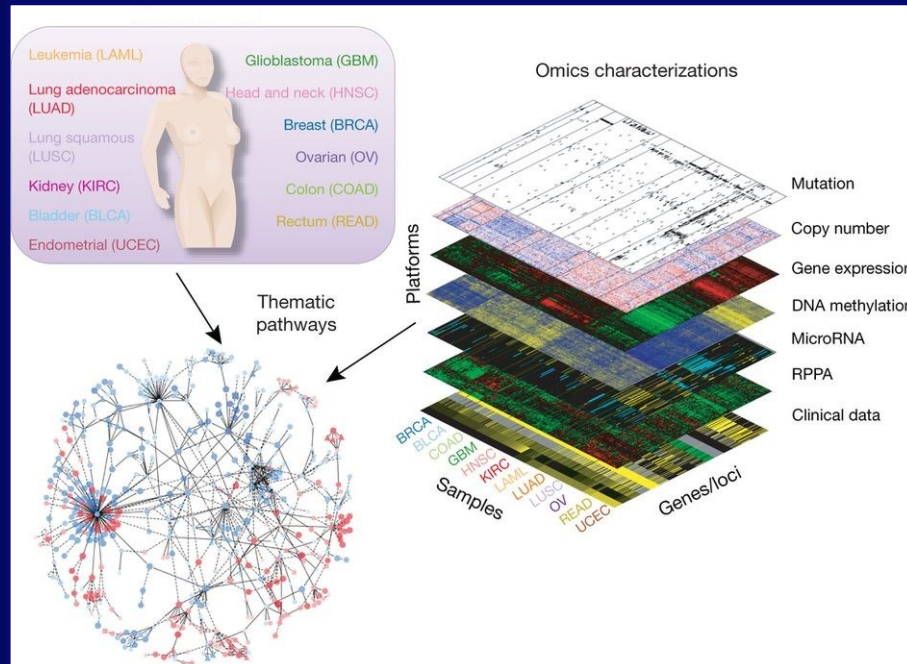 Leukemia (LAML)
Lung adenocarcinoma
(LUAD)
Lung squamous
(LUSC)
Kidney (KIRC)
Bladder (BLCA)
Endometrial (UCEC)
Glioblastoma (GBM)
Head and neck (HNSC)
Breast (BRCA)
Ovarian (OV)
Colon (COAD)
Rectum (READ)
Thematic
pathways
Omics characterizations
Platforms
Mutation
Copy number
Gene expression
DNA methylation
MicroRNA
RPPA
Clinical data
BRCA
BLCA
COAD
GBM
HNSC
KIRC
LAML
LUAD
LUSC
OV
READ
UCEC
Samples
Genes/loci